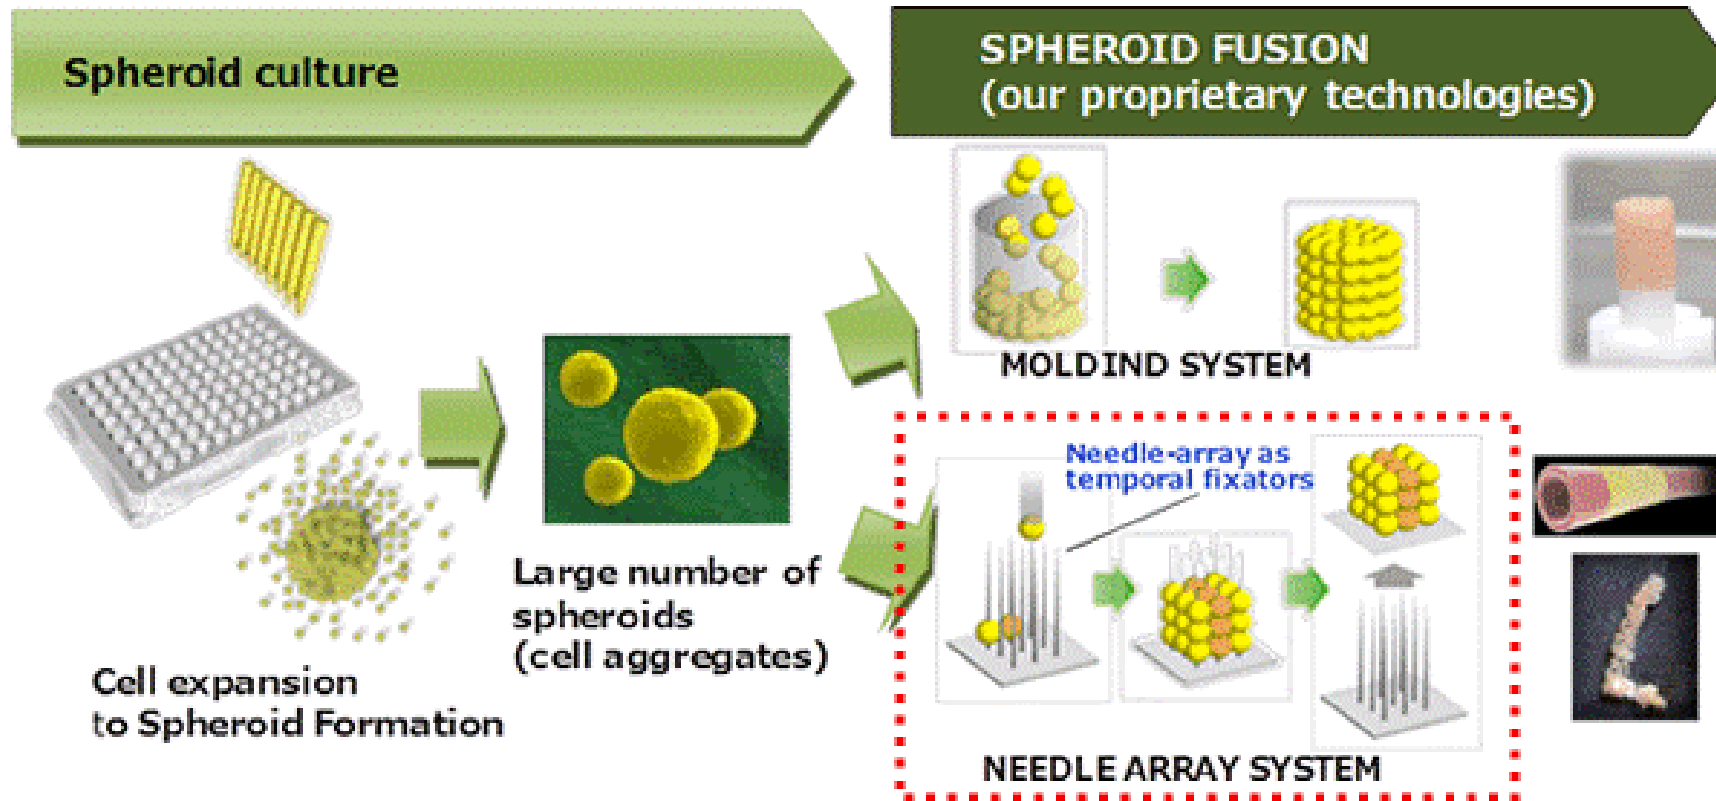 Spheroid culture
SPHEROID FUSION
(our proprietary technologies)
MOLDIND SYSTEM
Needle-array as
temporal fixators
Large number of
spheroids
(cell aggregates)
Cell expansion
to Spheroid Formation
NEEDLE ARRAY SYSTEM